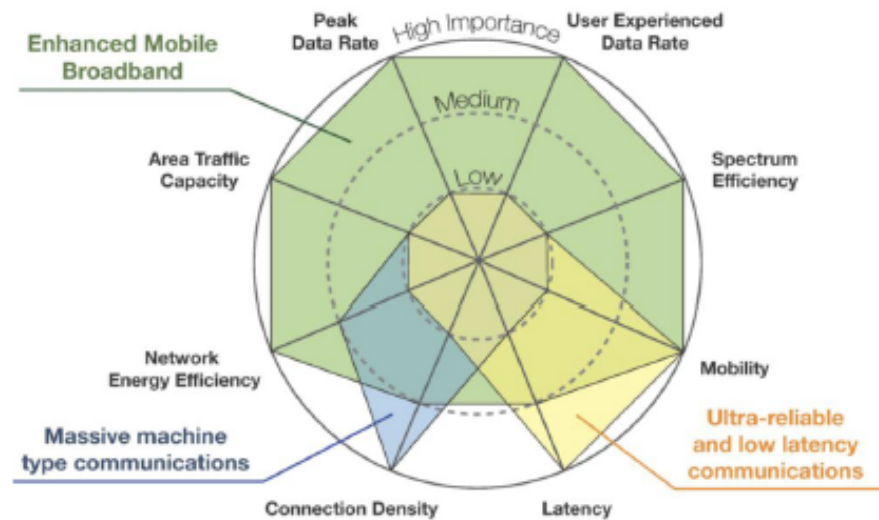 Peak
Data Rate
High Importance
User Experienced
Data Rate
Enhanced Mobile
Broadband
Medium
Area Traffic
Capacity
Low
Spectrum
Efficiency
Network
Energy Efficiency
Mobility
Massive machine
type communications
Ultra-reliable
and low latency
communications
Connection Density
Latency